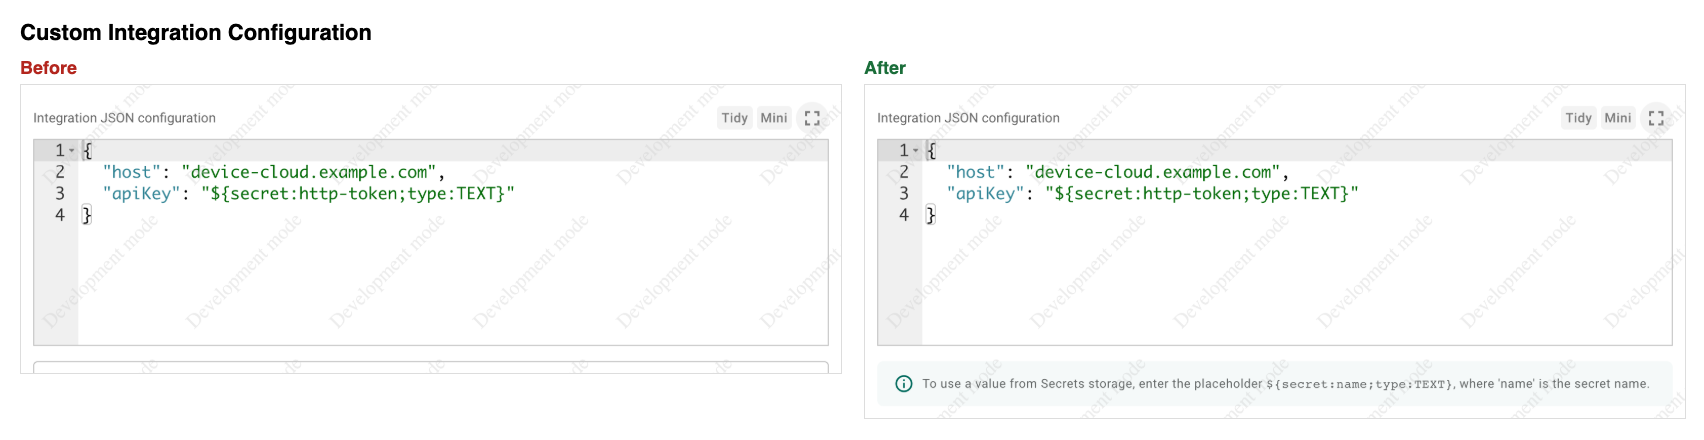 Custom Integration Configuration
Before
Integration JSON configuration
Tidy Mini
1 {
2 "host": "device-cloud.example.com",
3 "apiKey": "${secret:http-token;type:TEXT}"
4 }
After
Integration JSON configuration
Tidy Mini
1 {
2 "host": "device-cloud.example.com",
3 "apiKey": "${secret:http-token;type:TEXT}"
4 }
To use a value from Secrets storage, enter the placeholder ${secret:name;type:TEXT}, where 'name' is the secret name.
Development mode